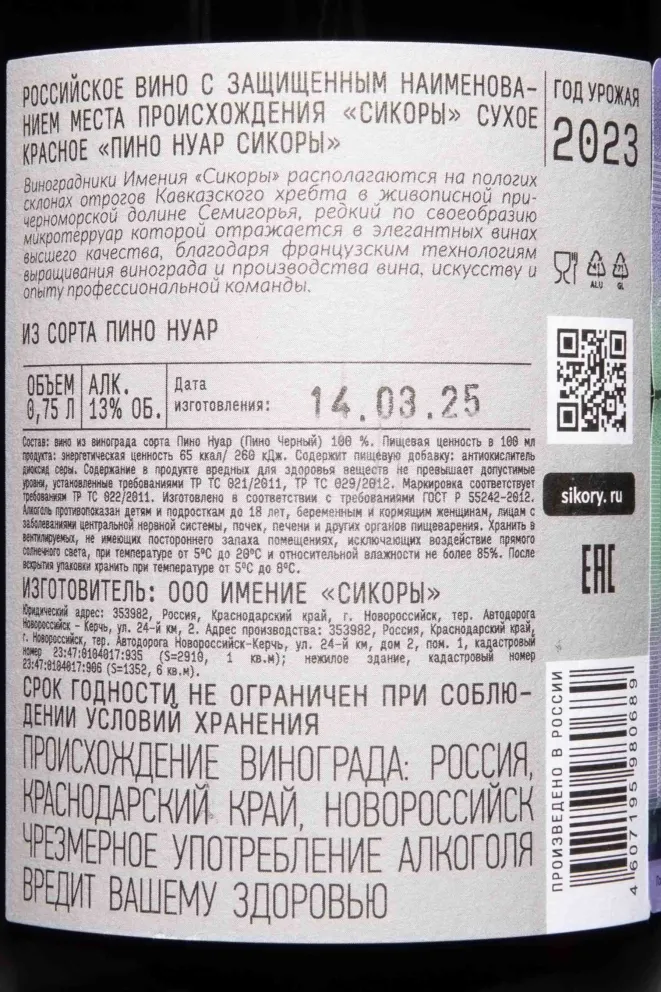 РОССИЙСКОЕ ВИНО С ЗАЩИЩЕННЫМ НАИМЕНОВА-
НИЕМ МЕСТА ПРОИСХОЖДЕНИЯ «СИКОРЫ» СУХОЕ
КРАСНОЕ «ПИНО НУАР СИКОРЫ»
Виноградники Имения «Сикоры» располагаются на пологих
склонах отрогов Кавказского хребта в живописной при-
черноморской долине Семигорья, редкий по своеобразию
микротерруар которой отражается в элегантных винах
высшего качества, благодаря французским технологиям
выращивания винограда и производства вина, искусству и
опыту профессиональной команды.
ИЗ СОРТА ПИНО НУАР
ОБЪЕМ
0,75 Л
АЛК.
13% ОБ.
Дата
изготовления:
14.03.25
Состав: вино из винограда сорта Пино Нуар (Пино Черный) 100 %. Пищевая ценность в 100 мл
продукта: энергетическая ценность 65 ккал/ 260 кДж. Содержит пищевую добавку: антиокислитель
диоксид серы. Содержание в продукте вредных для здоровья веществ не превышает допустимые
уровни, установленные требованиями ТР ТС 021/2011, ТР ТС 029/2012. Маркировка соответствует
требованиям ТР ТС 022/2011. Изготовлено в соответствии с требованиями ГОСТ Р 55242-2012.
Алкоголь противопоказан детям и подросткам до 18 лет, беременным и кормящим женщинам, лицам с
заболеваниями центральной нервной системы, почек, печени и других органов пищеварения. Хранить в
вентилируемых, не имеющих постороннего запаха помещениях, исключающих воздействие прямого
солнечного света, при температуре от 5°C до 20°C и относительной влажности не более 85%. После
вскрытия упаковки хранить при температуре от 5°C до 8°C.
ИЗГОТОВИТЕЛЬ: ООО ИМЕНИЕ «СИКОРЫ»
Юридический адрес: 353982, Россия, Краснодарский край, г. Новороссийск, тер. Автодорога
Новороссийск - Керчь, ул. 24-й км, 2. Адрес производства: 353982, Россия, Краснодарский край,
г. Новороссийск, тер. Автодорога Новороссийск-Керчь, ул. 24-й км, дом 2, пом. 1, кадастровый
номер 23:47:0104017:935 (S=2910, 1 кв.м); нежилое здание, кадастровый номер
23:47:0104017:906 (S=1352, 6 кв.м).
СРОК ГОДНОСТИ НЕ ОГРАНИЧЕН ПРИ СОБЛЮ-
ДЕНИИ УСЛОВИЙ ХРАНЕНИЯ
ПРОИСХОЖДЕНИЕ ВИНОГРАДА: РОССИЯ,
КРАСНОДАРСКИЙ КРАЙ, НОВОРОССИЙСК
ЧРЕЗМЕРНОЕ УПОТРЕБЛЕНИЕ АЛКОГОЛЯ
ВРЕДИТ ВАШЕМУ ЗДОРОВЬЮ
ГОД УРОЖАЯ
2023
41
ALU
71
GL
sikory.ru
EAC
ПРОИЗВЕДЕНО В РОССИИ
4 607195 980689